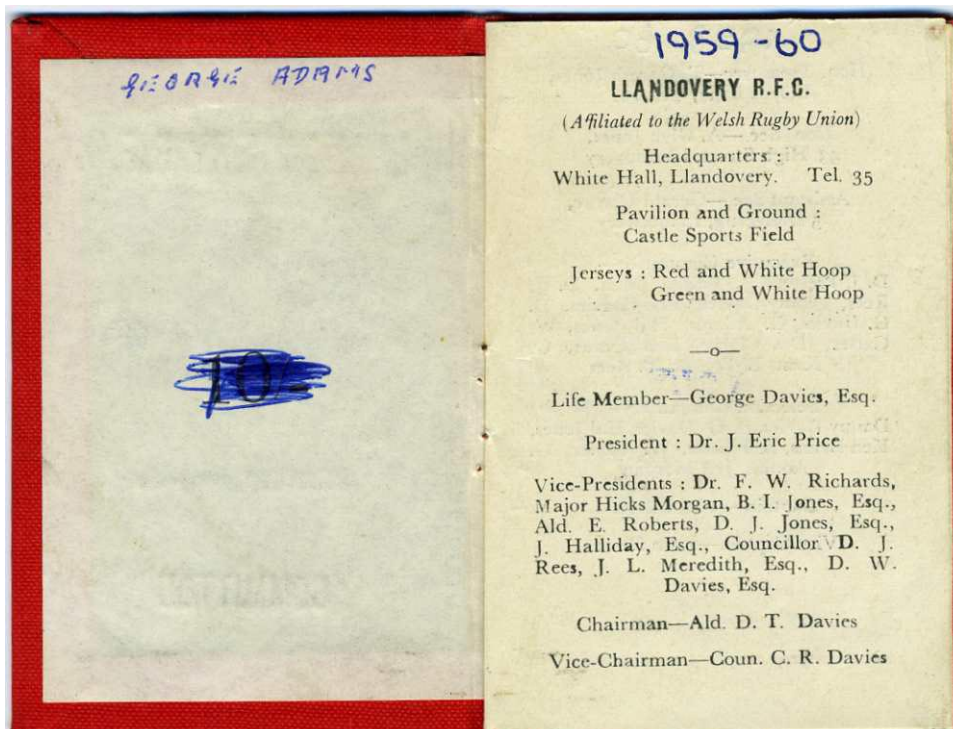 GEORGE ADAMS
10/-
1959-60
LLANDOVERY R.F.C.
(Affiliated to the Welsh Rugby Union)
Headquarters :
White Hall, Llandovery. Tel. 35
Pavilion and Ground :
Castle Sports Field
Jerseys : Red and White Hoop
Green and White Hoop
—o—
Life Member—George Davies, Esq.
President : Dr. J. Eric Price
Vice-Presidents : Dr. F. W. Richards,
Major Hicks Morgan, B. I. Jones, Esq.,
Ald. E. Roberts, D. J. Jones, Esq.,
J. Halliday, Esq., Councillor D. J.
Rees, J. L. Meredith, Esq., D. W.
Davies, Esq.
Chairman—Ald. D. T. Davies
Vice-Chairman—Coun. C. R. Davies